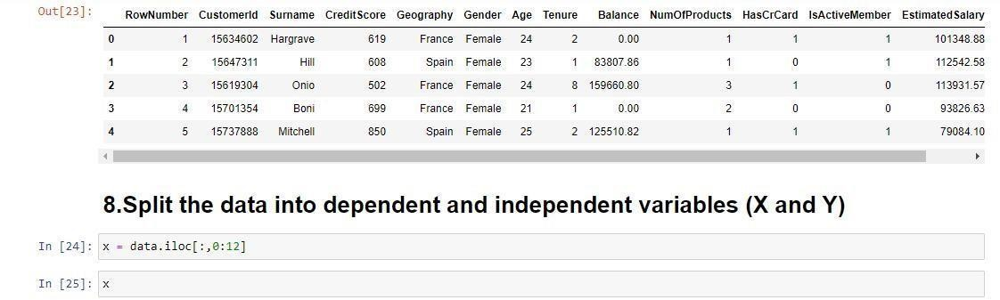 Out[23]:
RowNumber CustomerId Surname CreditScore Geography Gender Age Tenure Balance NumOfProducts HasCrCard IsActiveMember EstimatedSalary
0 1 15634602 Hargrave 619 France Female 24 2 0.00 1 1 1 101348.88
1 2 15647311 Hill 608 Spain Female 23 1 83807.86 1 0 1 112542.58
2 3 15619304 Onio 502 France Female 24 8 159660.80 3 1 0 113931.57
3 4 15701354 Boni 699 France Female 21 1 0.00 2 0 0 93826.63
4 5 15737888 Mitchell 850 Spain Female 25 2 125510.82 1 1 1 79084.10
8.Split the data into dependent and independent variables (X and Y)
In [24]: x = data.iloc[:,0:12]
In [25]: x